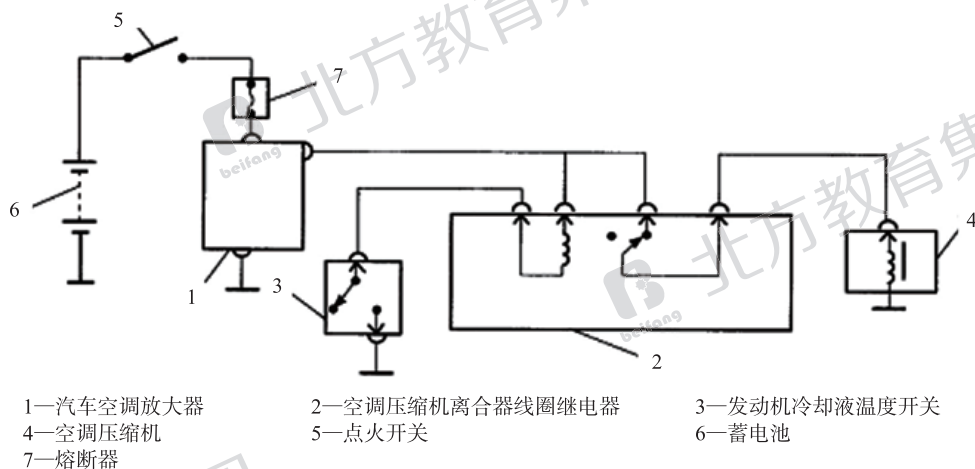 5
7
6
1
3
2
4
北方教育集
beifang
北方教育集
beifang
1—汽车空调放大器 2—空调压缩机离合器线圈继电器 3—发动机冷却液温度开关
4—空调压缩机 5—点火开关 6—蓄电池
7—熔断器